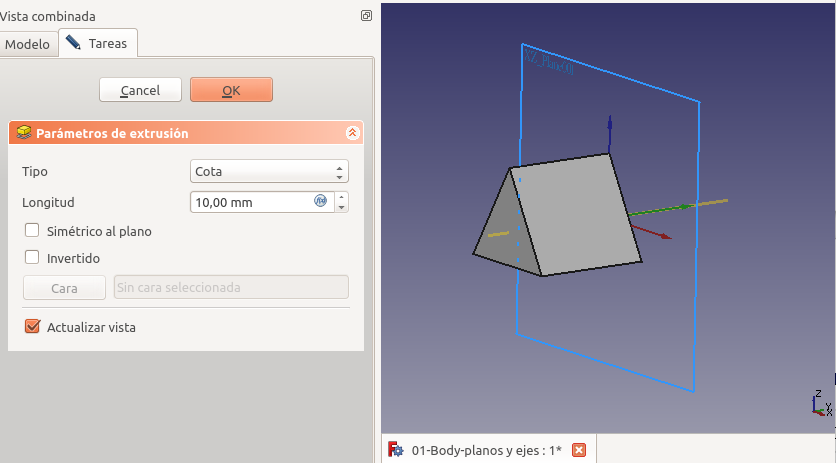 Vista combinada
Modelo
Tareas
Cancel
OK
Parámetros de extrusión
Tipo
Cota
Longitud
10,00 mm
Simétrico al plano
Invertido
Cara
Sin cara seleccionada
Actualizar vista
Z
Y
X
01-Body-planos y ejes : 1*